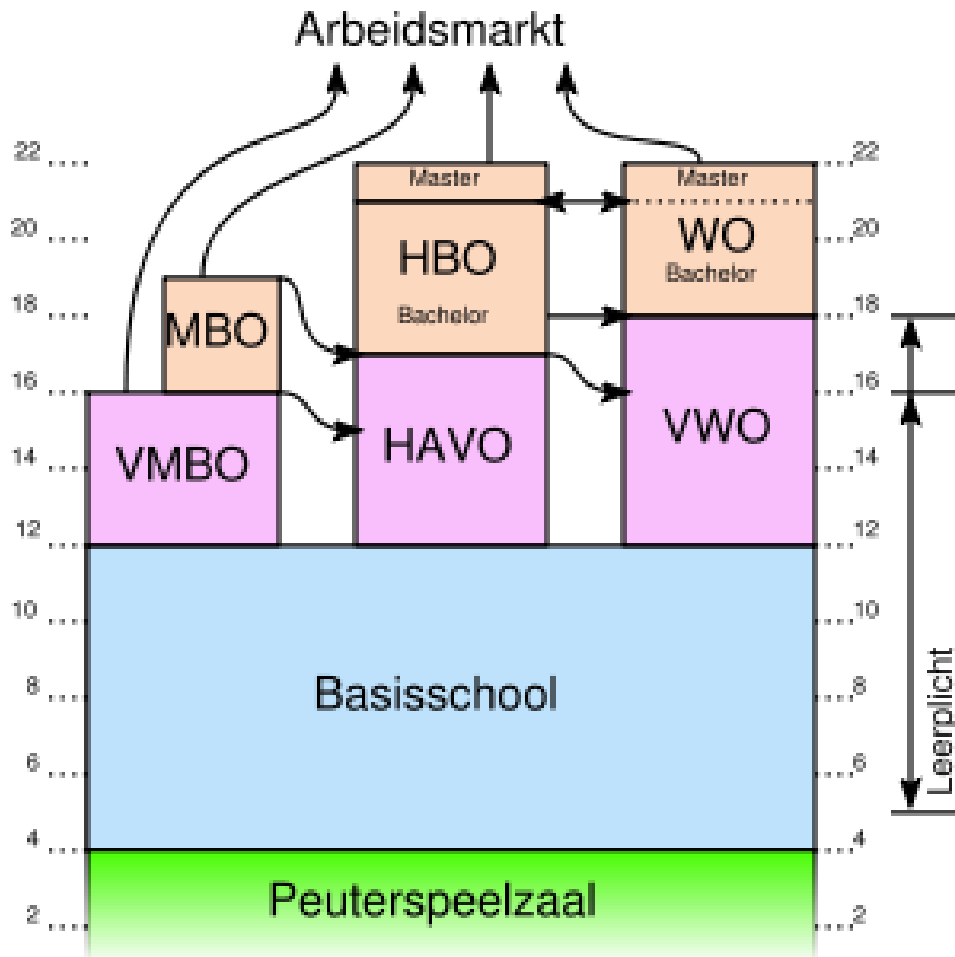 Arbeidsmarkt
22
22
Master
Master
20
HBO
WO
20
Bachelor
18
MBO
Bachelor
18
16
16
VMBO
HAVO
VWO
14
14
12
12
10
10
Basisschool
8
8
Leerplicht
6
6
4
4
Peuterspeelzaal
2
2